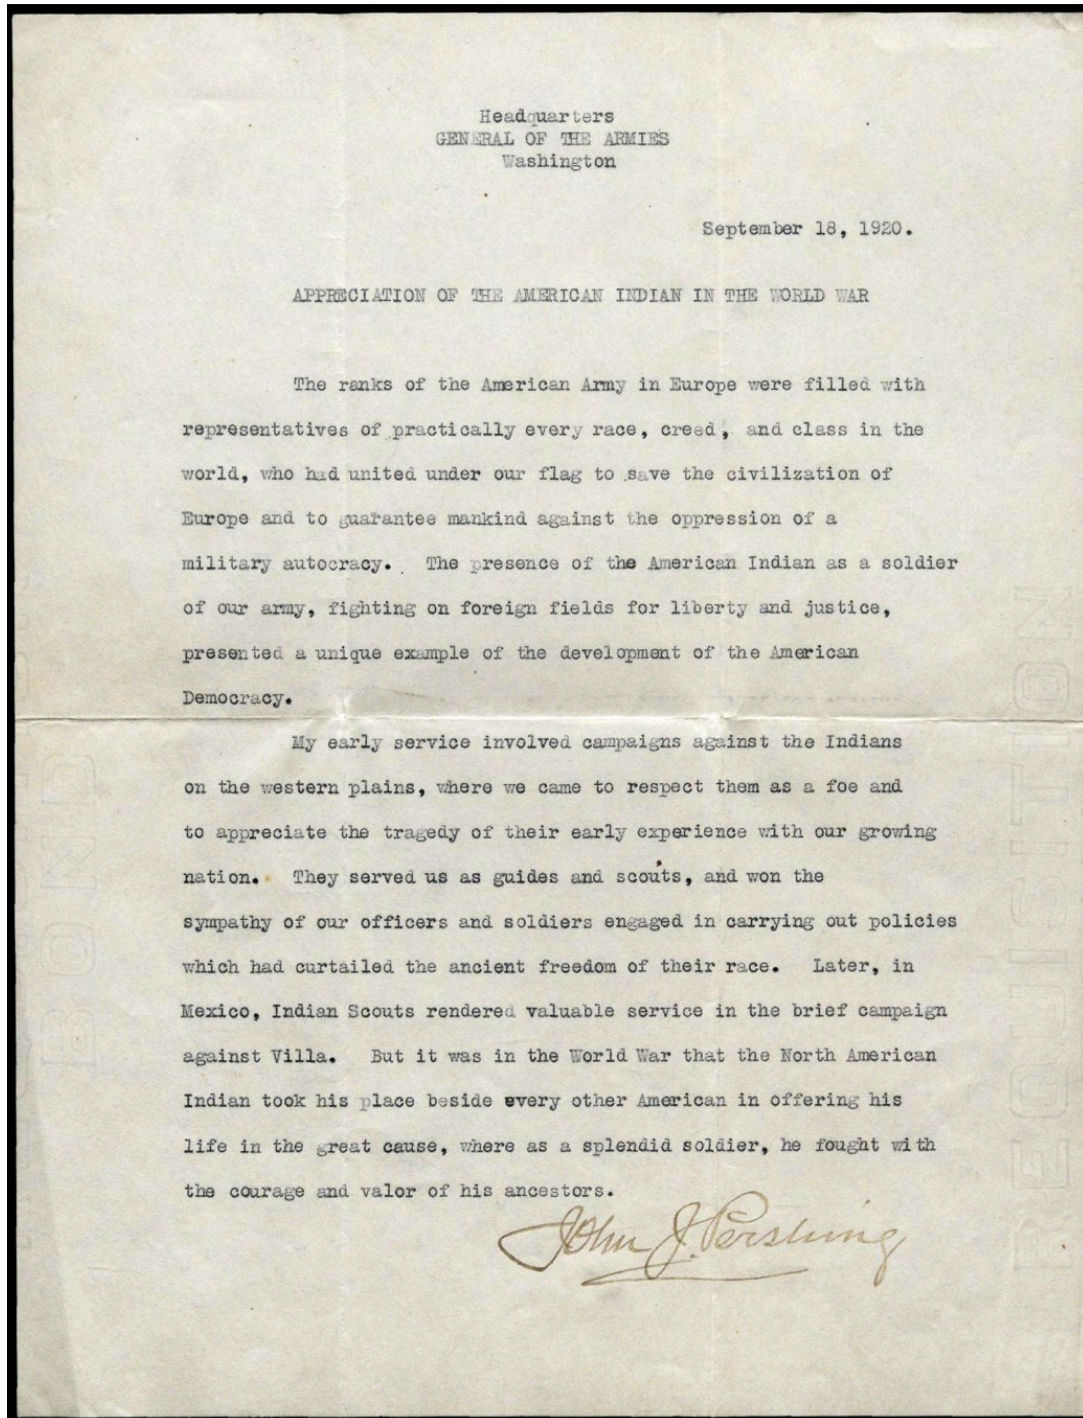 Headquarters
GENERAL OF THE ARMIES
Washington
September 18, 1920.
APPRECIATION OF THE AMERICAN INDIAN IN THE WORLD WAR
The ranks of the American Army in Europe were filled with
representatives of practically every race, creed, and class in the
world, who had united under our flag to save the civilization of
Europe and to guarantee mankind against the oppression of a
military autocracy. The presence of the American Indian as a soldier
of our army, fighting on foreign fields for liberty and justice,
presented a unique example of the development of the American
Democracy.
My early service involved campaigns against the Indians
on the western plains, where we came to respect them as a foe and
to appreciate the tragedy of their early experience with our growing
nation. They served us as guides and scouts, and won the
sympathy of our officers and soldiers engaged in carrying out policies
which had curtailed the ancient freedom of their race. Later, in
Mexico, Indian Scouts rendered valuable service in the brief campaign
against Villa. But it was in the World War that the North American
Indian took his place beside every other American in offering his
life in the great cause, where as a splendid soldier, he fought with
the courage and valor of his ancestors.
John J. Pershing
BOND